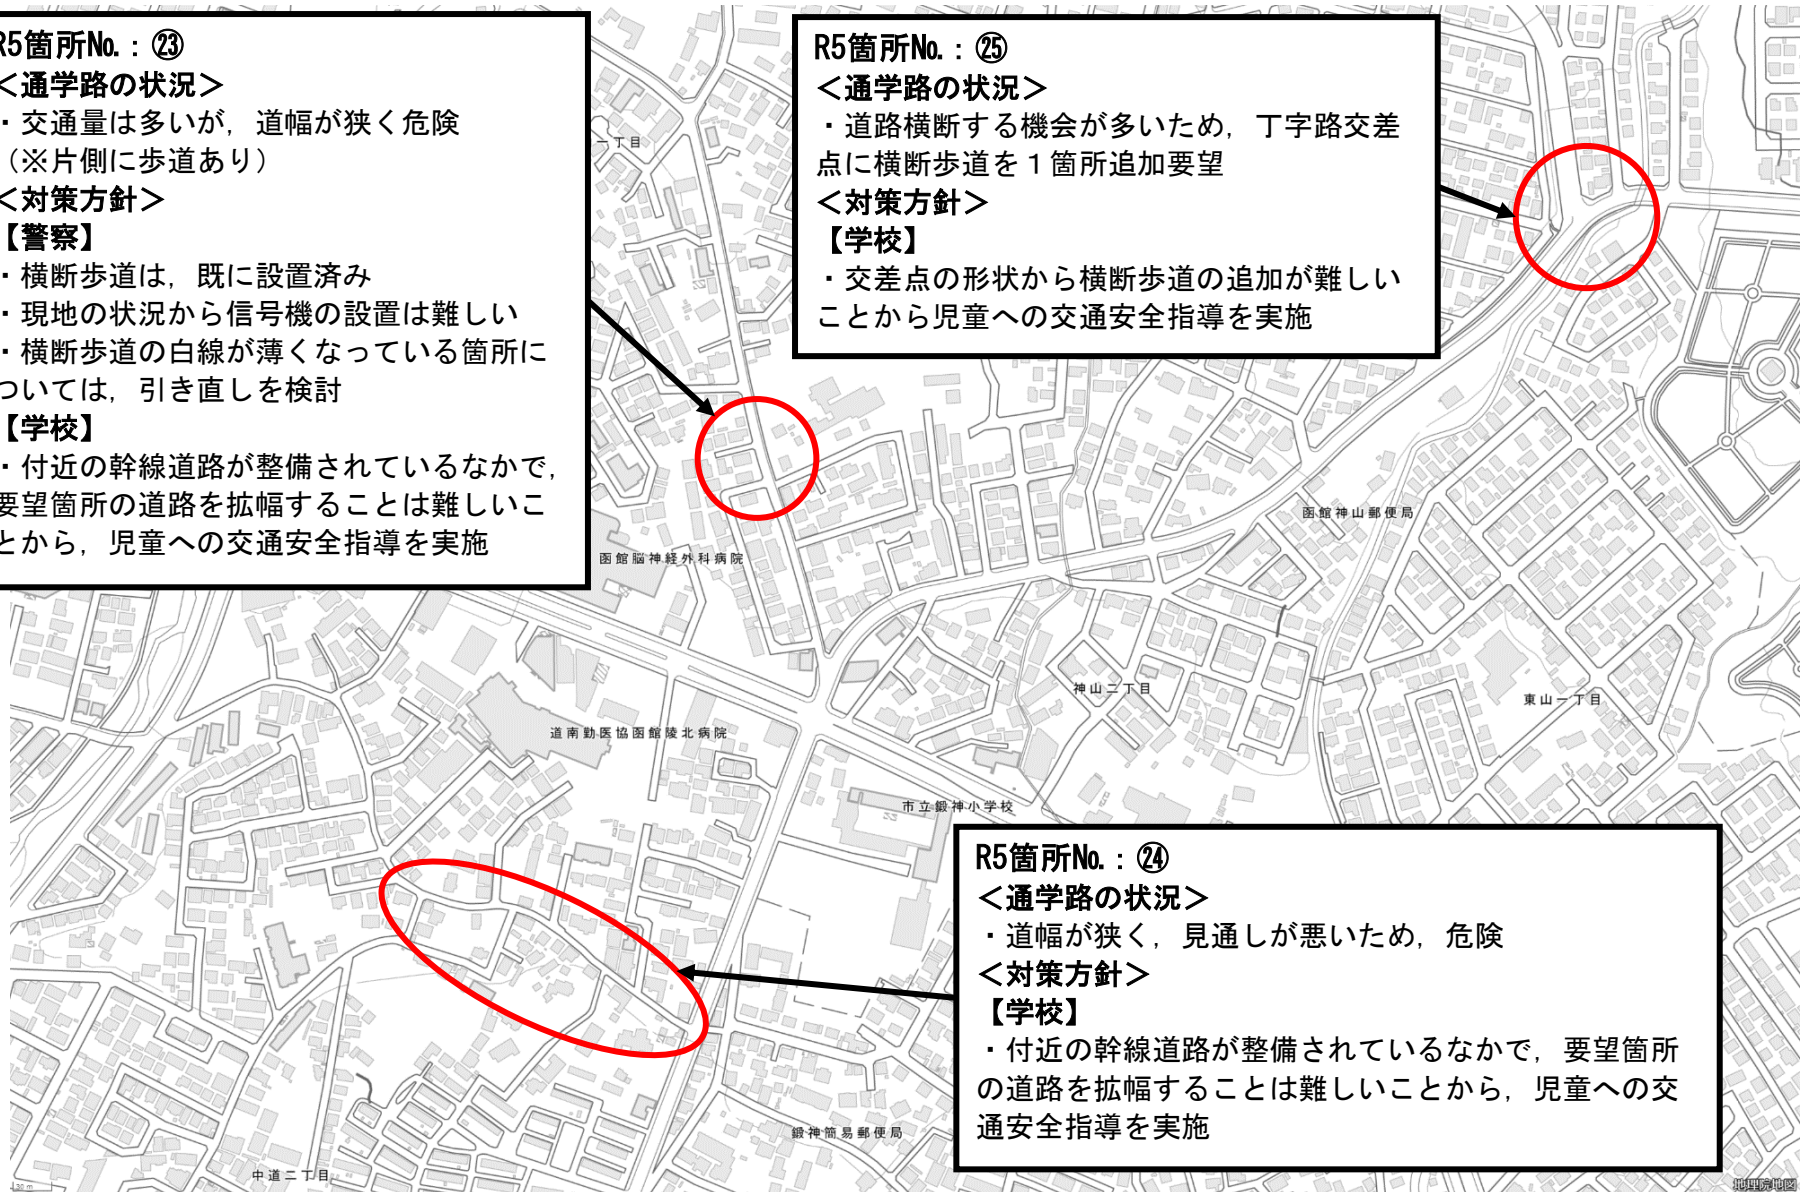 R5箇所No.：㉓
＜通学路の状況＞
・交通量は多いが，道幅が狭く危険
（※片側に歩道あり）
＜対策方針＞
【警察】
・横断歩道は，既に設置済み
・現地の状況から信号機の設置は難しい
・横断歩道の白線が薄くなっている箇所に
ついては，引き直しを検討
【学校】
・付近の幹線道路が整備されているなかで，
要望箇所の道路を拡幅することは難しいこ
とから，児童への交通安全指導を実施
R5箇所No.：㉕
＜通学路の状況＞
・道路横断する機会が多いため，丁字路交差
点に横断歩道を１箇所追加要望
＜対策方針＞
【学校】
・交差点の形状から横断歩道の追加が難しい
ことから児童への交通安全指導を実施
一丁目
函館神山郵便局
函館脳神経外科病院
神山二丁目
東山一丁目
道南勤医協函館陵北病院
市立鍛神小学校
R5箇所No.：㉔
＜通学路の状況＞
・道幅が狭く，見通しが悪いため，危険
＜対策方針＞
【学校】
・付近の幹線道路が整備されているなかで，要望箇所
の道路を拡幅することは難しいことから，児童への交
通安全指導を実施
鍛神簡易郵便局
中道二丁目
30 m
地理院地図